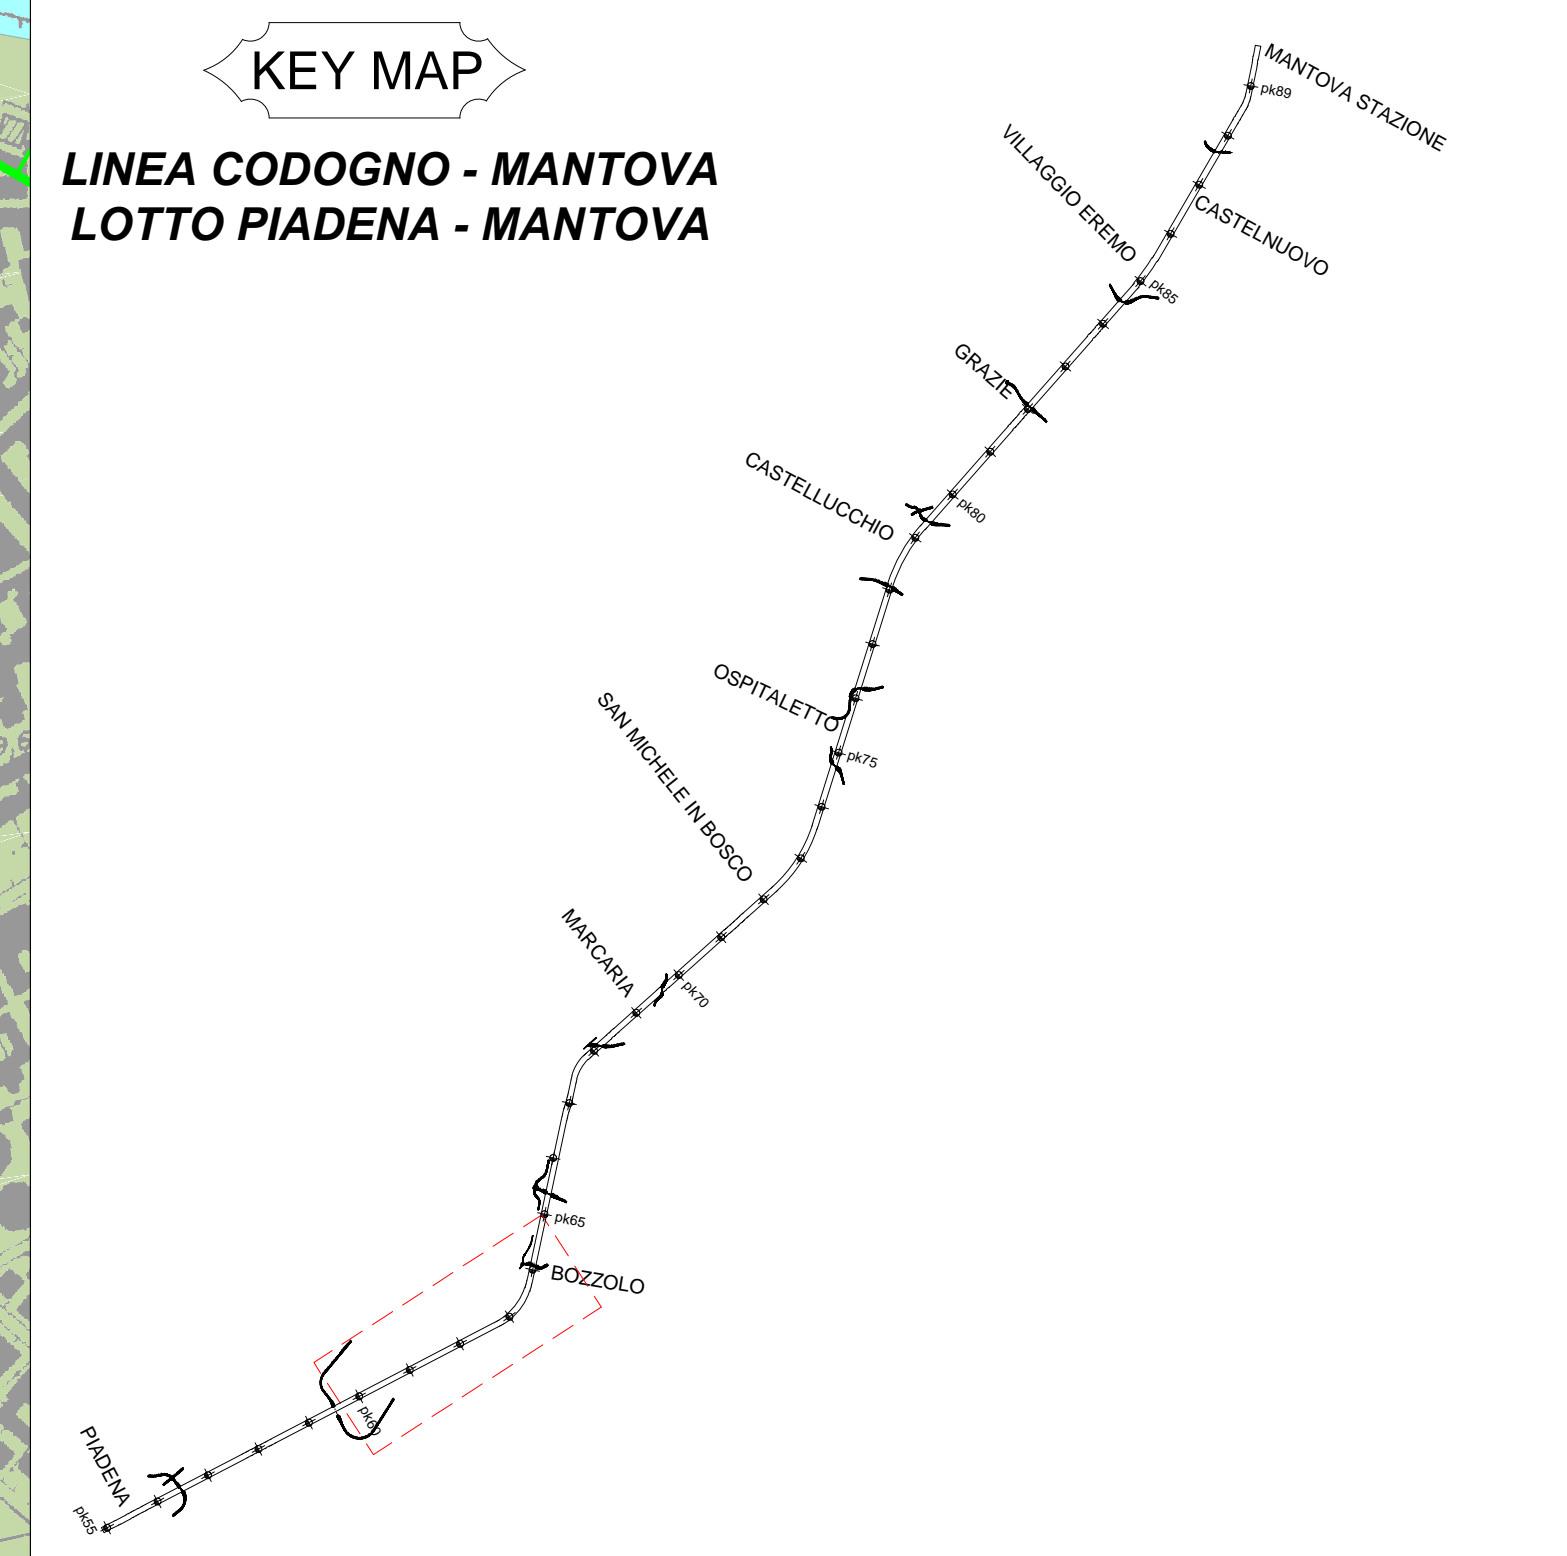 KEY MAP
LINEA CODOGNO - MANTOVA
LOTTO PIADENA - MANTOVA
MANTOVA STAZIONE
pk89
VILLAGGIO EREMO
CASTELNUOVO
pk85
GRAZIE
CASTELLUCCHIO
pk80
OSPITALETTO
SAN MICHELE IN BOSCO
pk75
MARCARIA
pk70
pk65
BOZZOLO
pk60
PIADENA
pk55